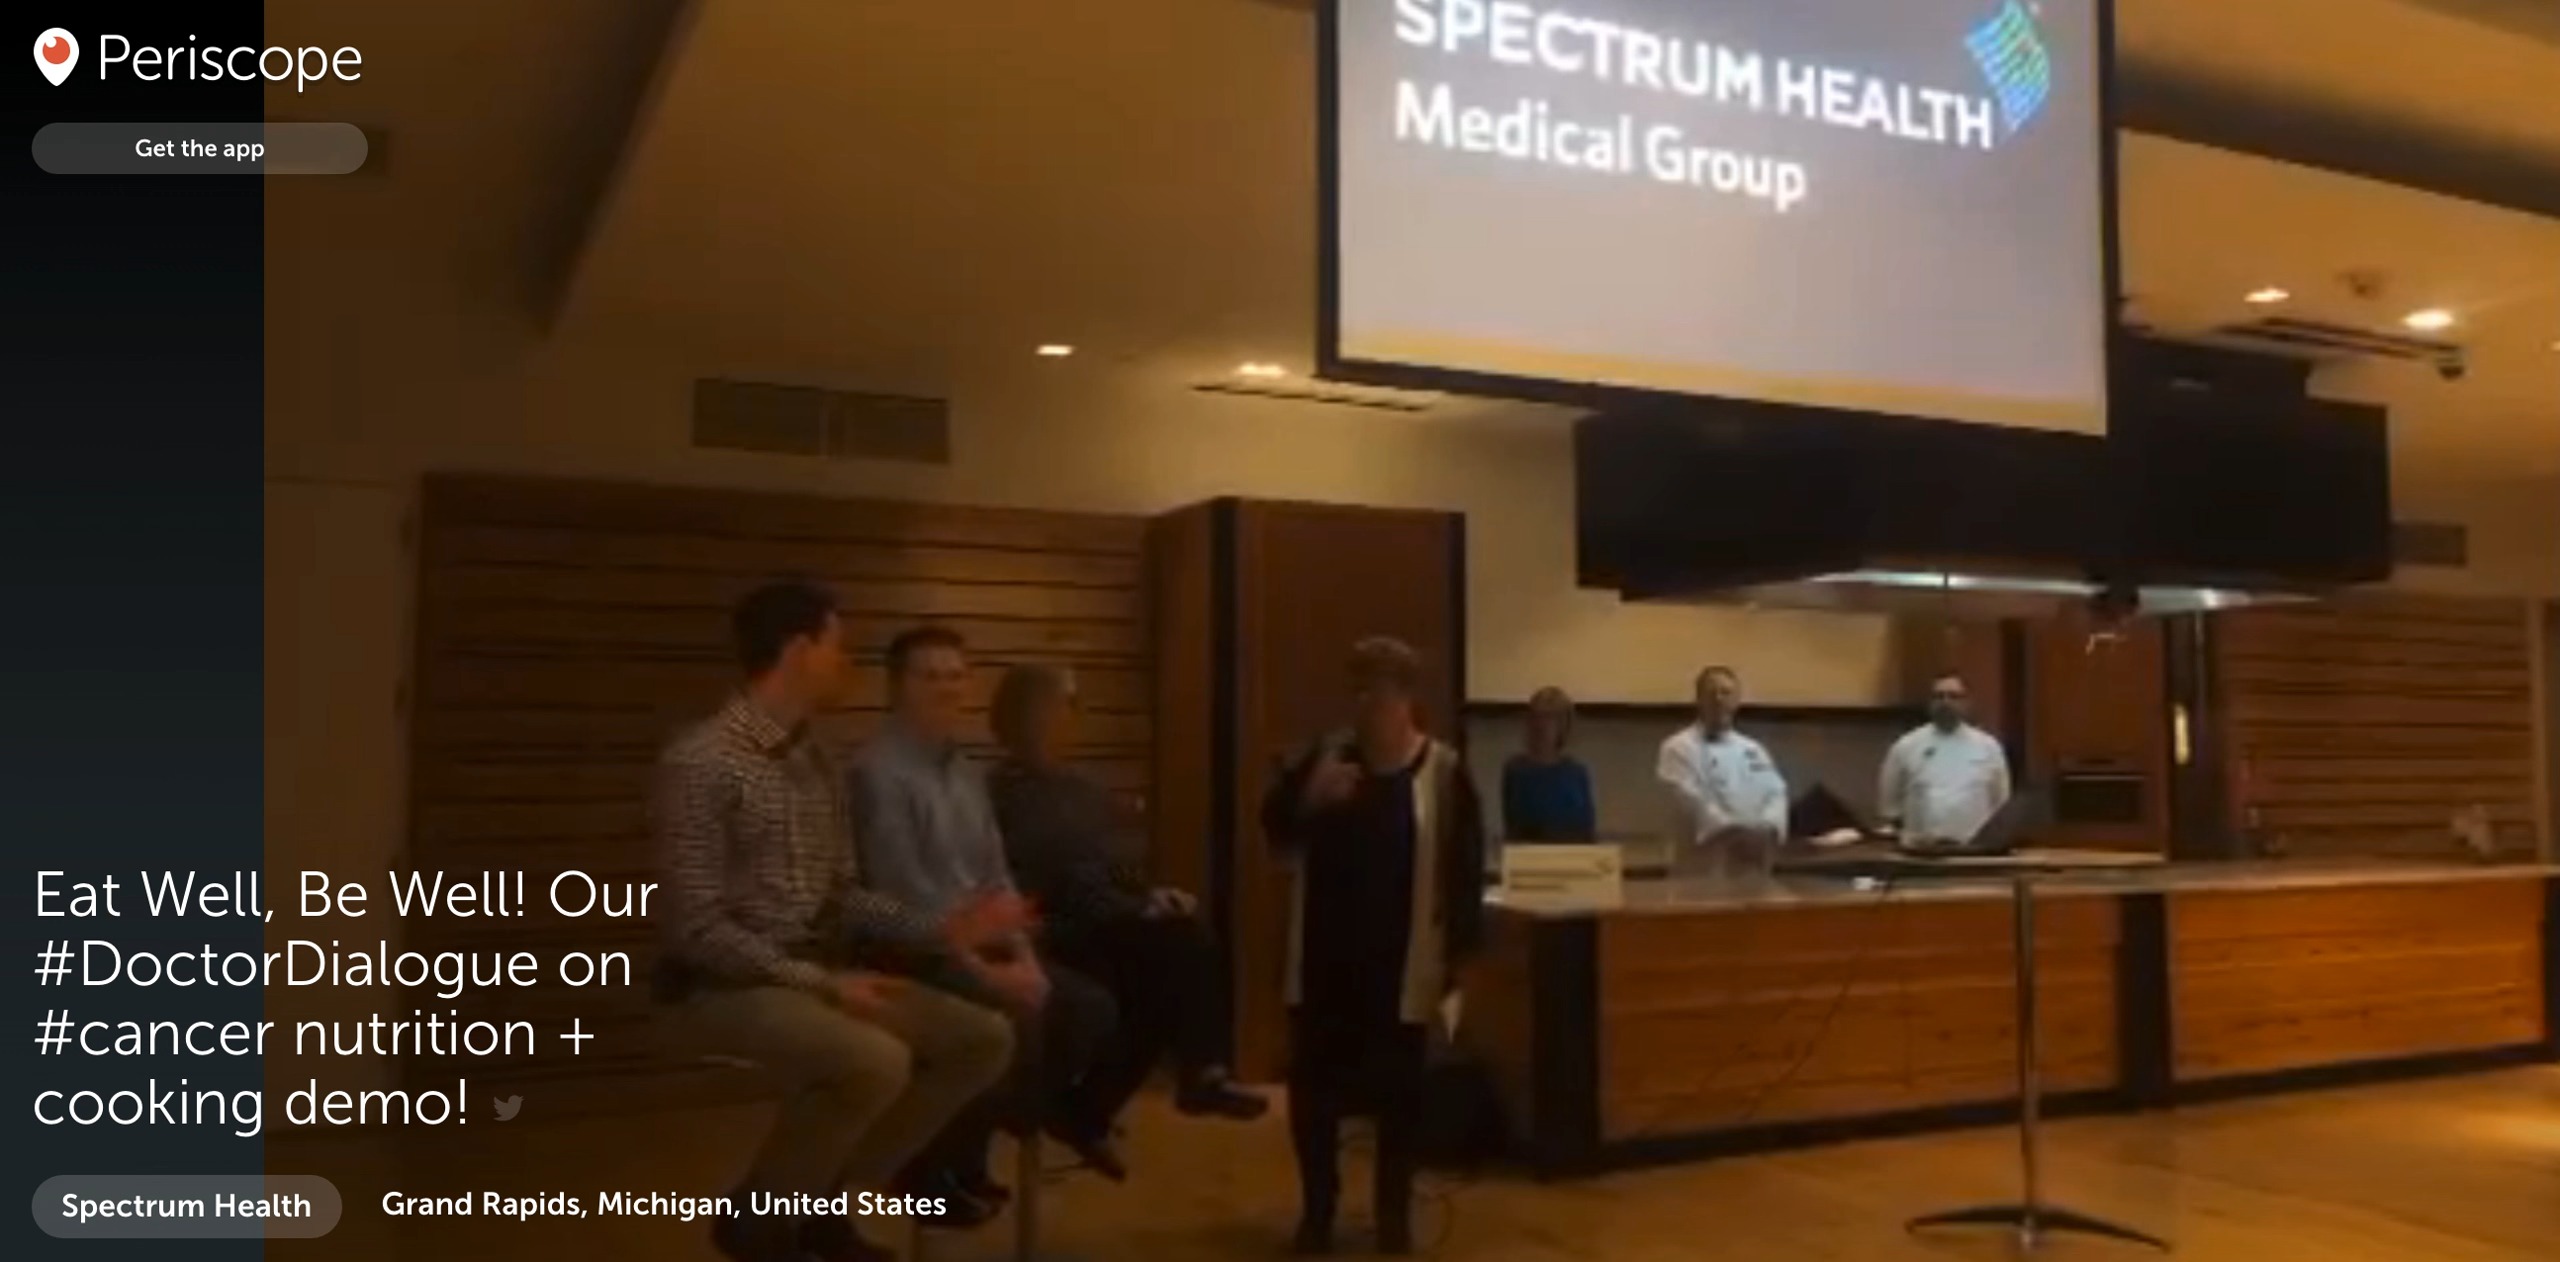 Periscope
Get the app
SPECTRUM HEALTH
Medical Group
Eat Well, Be Well! Our
#DoctorDialogue on
#cancer nutrition +
cooking demo!
Spectrum Health
Grand Rapids, Michigan, United States